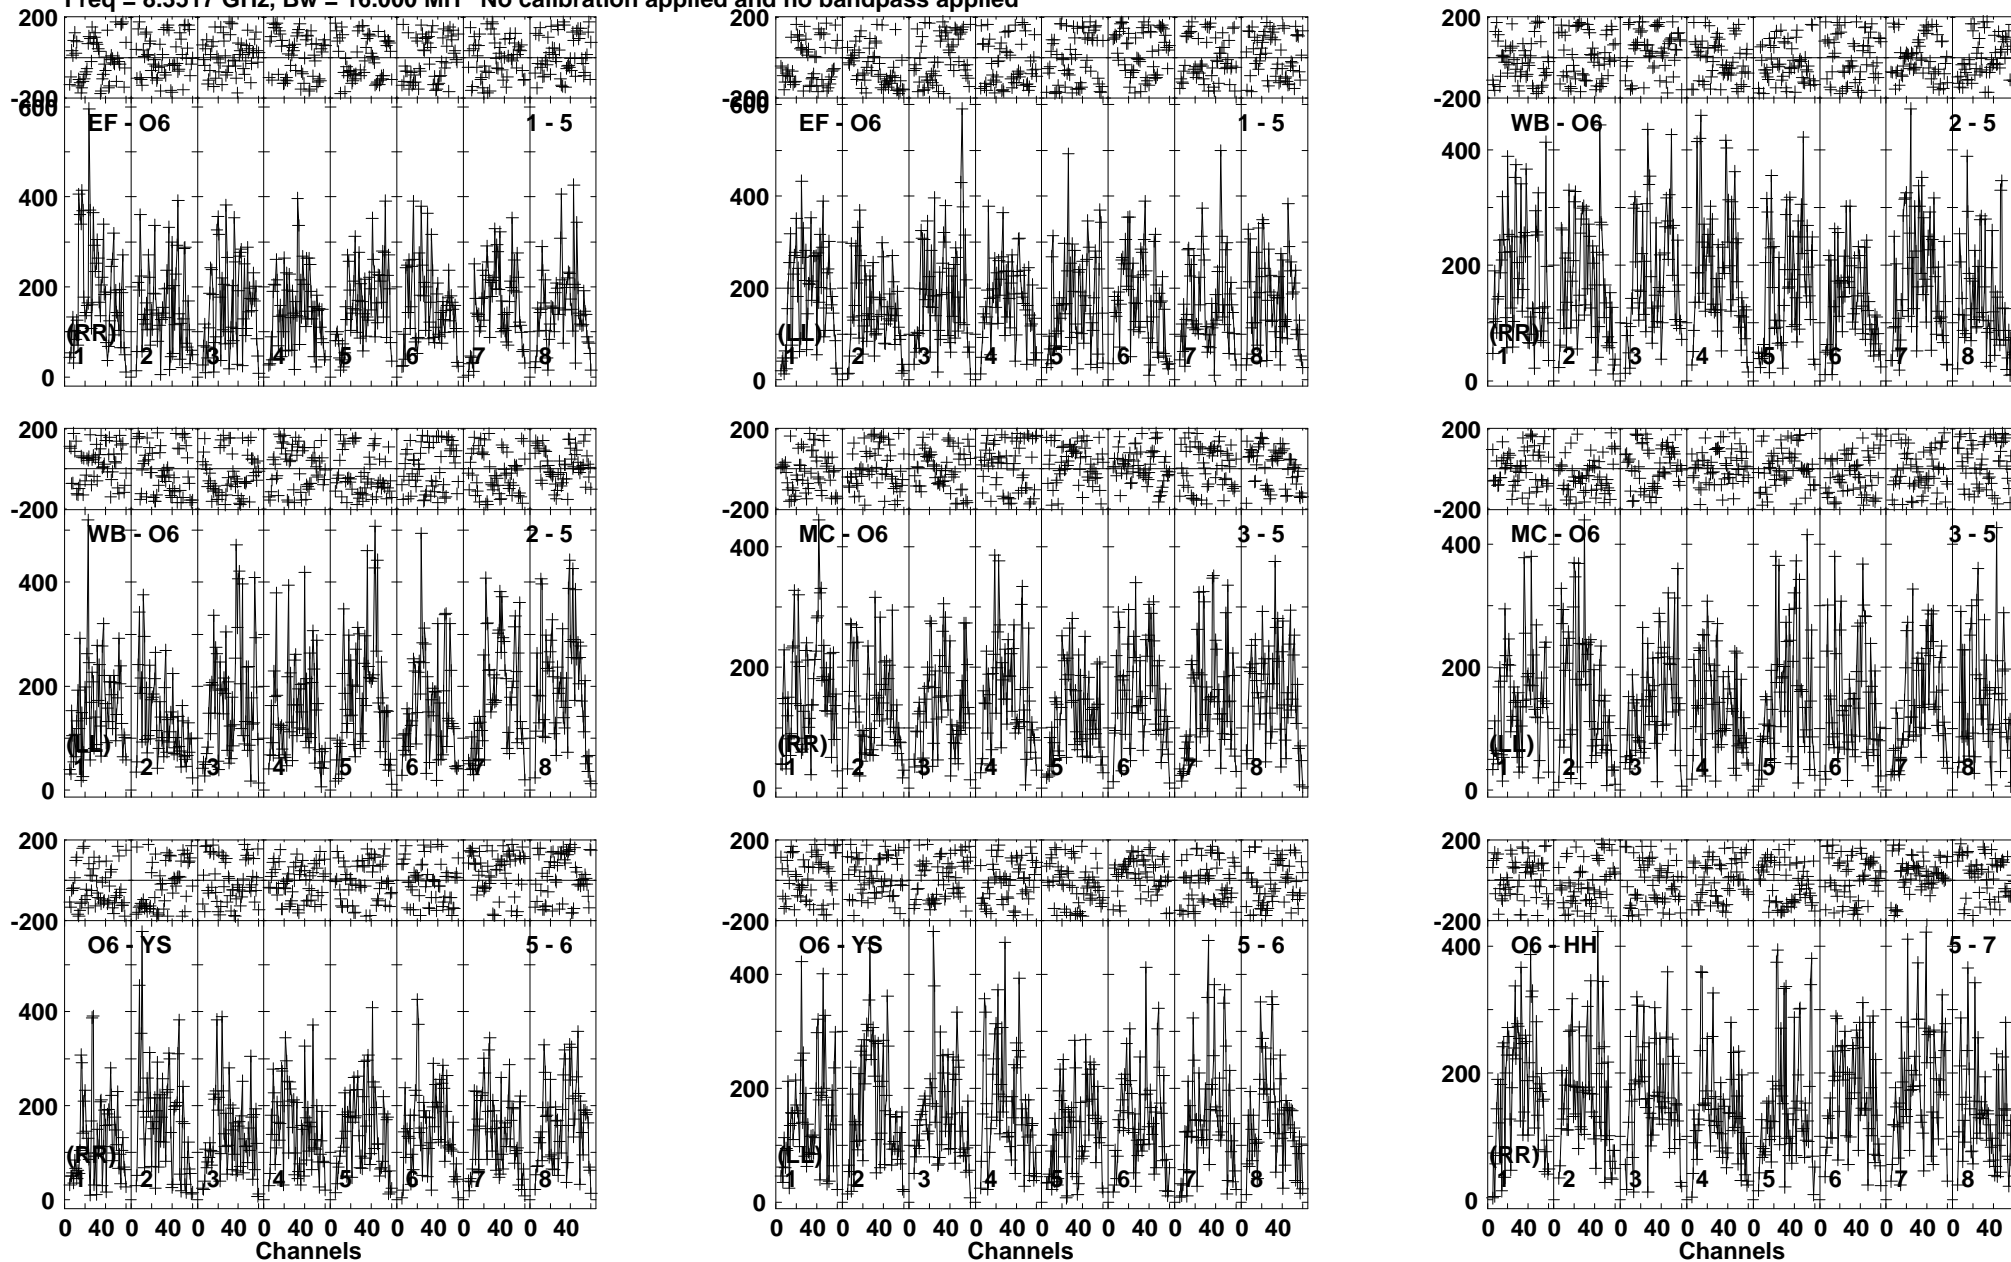 Freq = 8.3517 GHz, Bw = 16.000 MH No calibration applied and no bandpass applied
200 200 200
-200 -200 -200
600 EF - O6 1 - 5 600 EF - O6 1 - 5 WB - O6 2 - 5
400 400 400
200 200 200
(RR) (LL) (RR)
1 2 3 4 5 6 7 8 1 2 3 4 5 6 7 8 1 2 3 4 5 6 7 8
0 0 0
200 200 200
-200 -200 -200
WB - O6 2 - 5 MC - O6 3 - 5 MC - O6 3 - 5
400 400 400
200 200 200
(LL) (RR) (LL)
1 2 3 4 5 6 7 8 1 2 3 4 5 6 7 8 1 2 3 4 5 6 7 8
0 0 0
200 200 200
-200 -200 -200
O6 - YS 5 - 6 O6 - YS 5 - 6 O6 - HH 5 - 7
400 400 400
200 200 200
(RR) (LL) (RR)
1 2 3 4 5 6 7 8 1 2 3 4 5 6 7 8 1 2 3 4 5 6 7 8
0 0 0
0 40 0 40 0 40 0 40 0 40 0 40 0 40 0 40 0 40 0 40 0 40 0 40 0 40 0 40 0 40 0 40 0 40 0 40 0 40 0 40 0 40 0 40 0 40 0 40
Channels Channels Channels